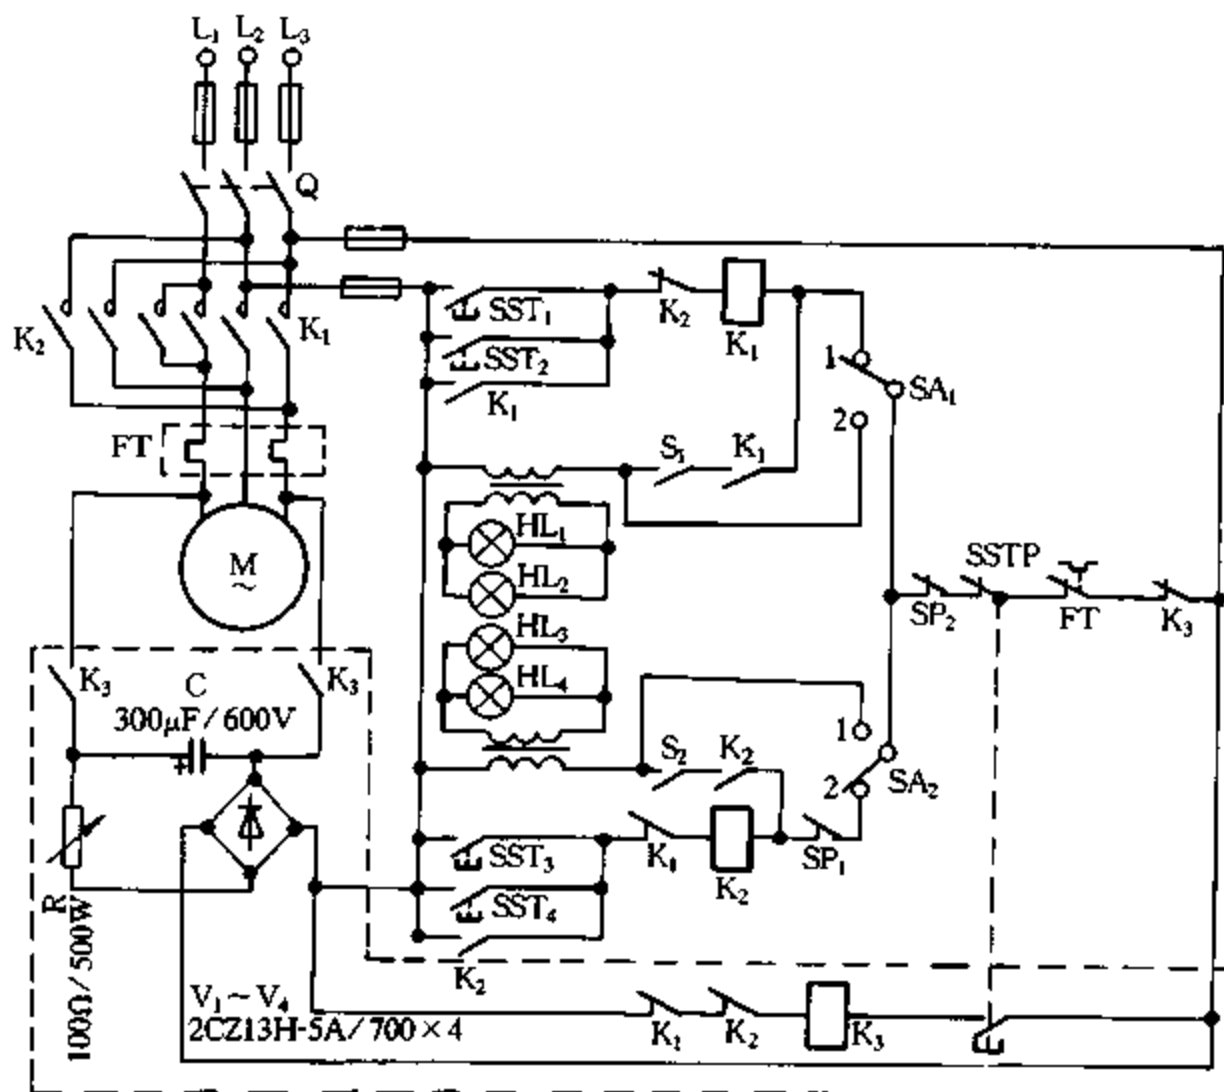 L₁ L₂ L₃
Q
K₂
K₁
SST₁
K₂
K₁
SST₂
K₁
1
SA₁
2
FT
S₁
K₁
HL₁
M
~
HL₂
SSTP
HL₃
SP₂
FT
K₃
K₃
C
K₃
HL₄
300μF/600V
+
1
S₂
K₂
2
SA₂
SST₃
K₁
K₂
SP₁
R
100Ω/500W
SST₄
K₂
V₁~V₄
2CZ13H-5A/700×4
K₁
K₂
K₃